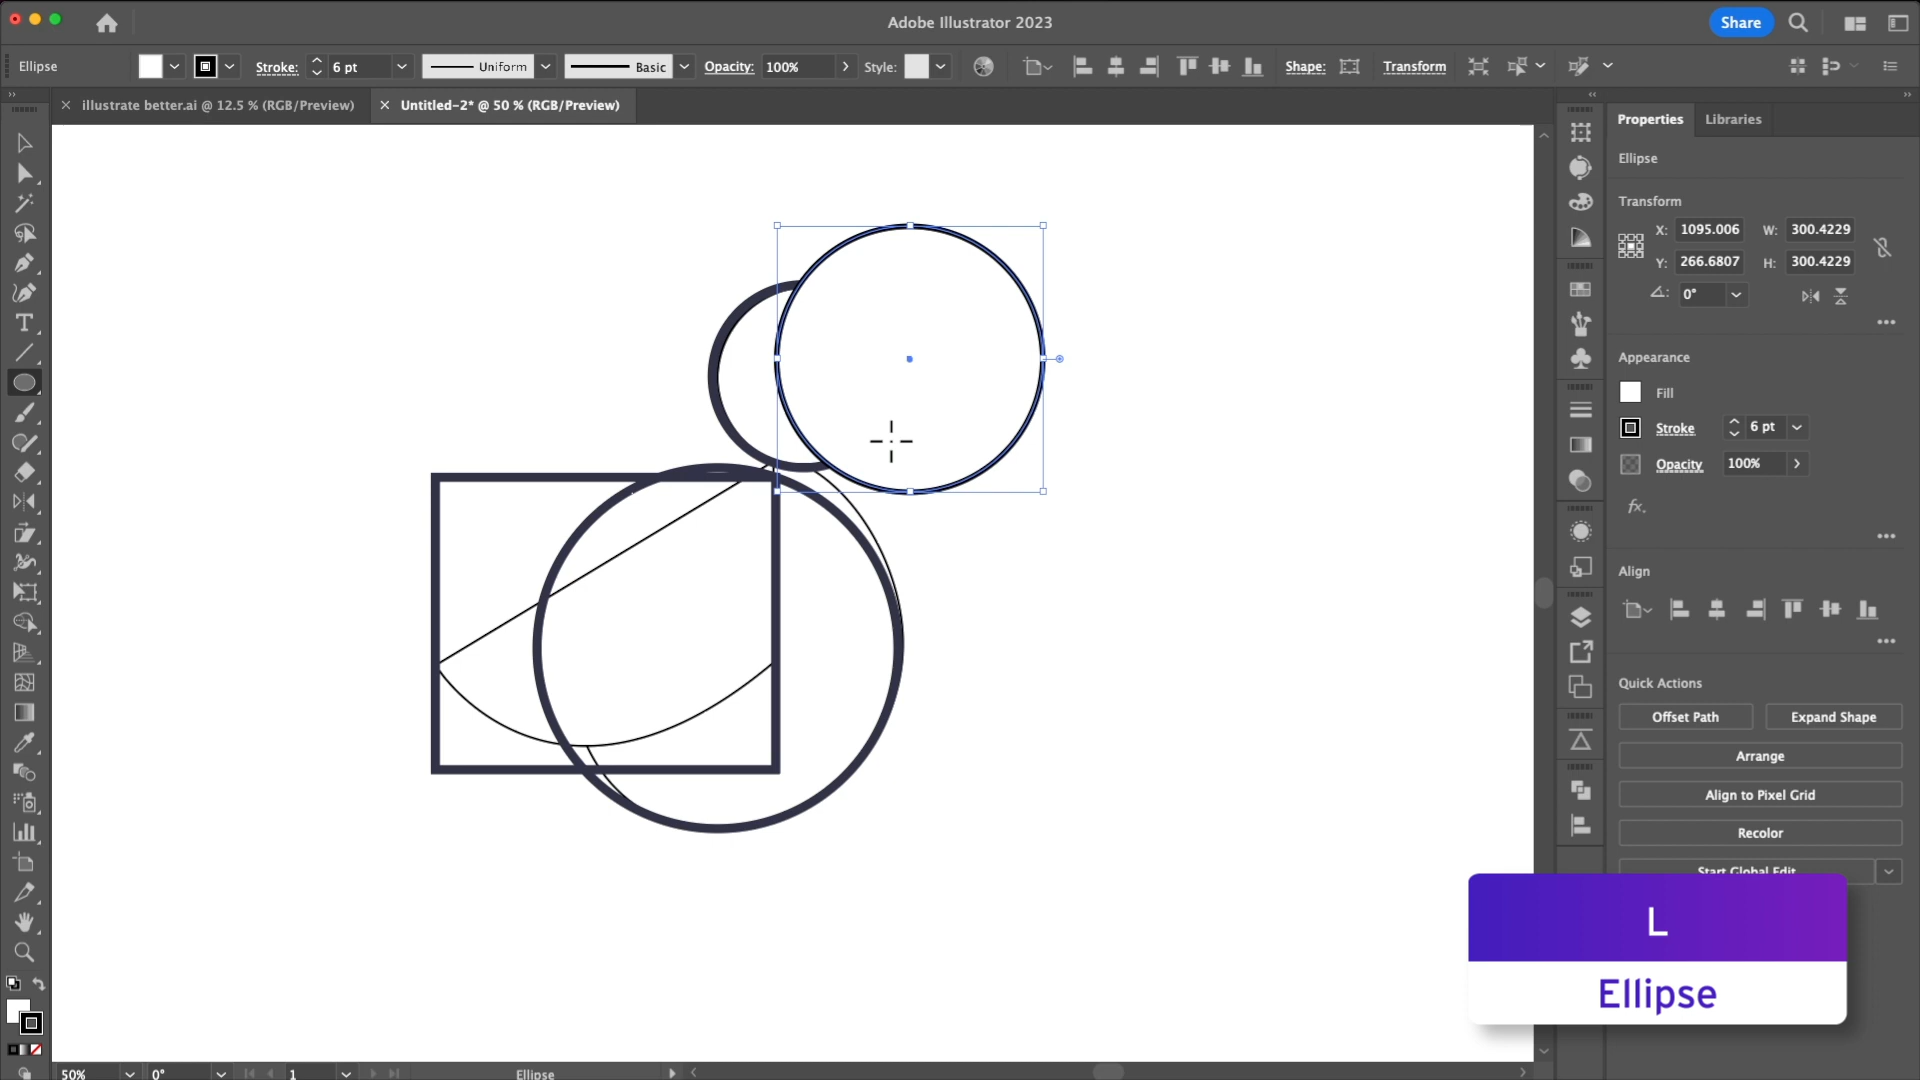 Adobe Illustrator 2023
Share
Ellipse
Stroke: 6 pt
Uniform
Basic
Opacity: 100%
Style:
Shape:
Transform
illustrate better.ai @ 12.5 % (RGB/Preview)
Untitled-2* @ 50 % (RGB/Preview)
Properties
Libraries
Ellipse
Transform
X: 1095.006 W: 300.4229
Y: 266.6807 H: 300.4229
0°
Appearance
Fill
Stroke 6 pt
Opacity 100%
fx.
Align
Quick Actions
Offset Path
Expand Shape
Arrange
Align to Pixel Grid
Recolor
Start Global Edit
L
Ellipse
50%
0°
1
Ellipse